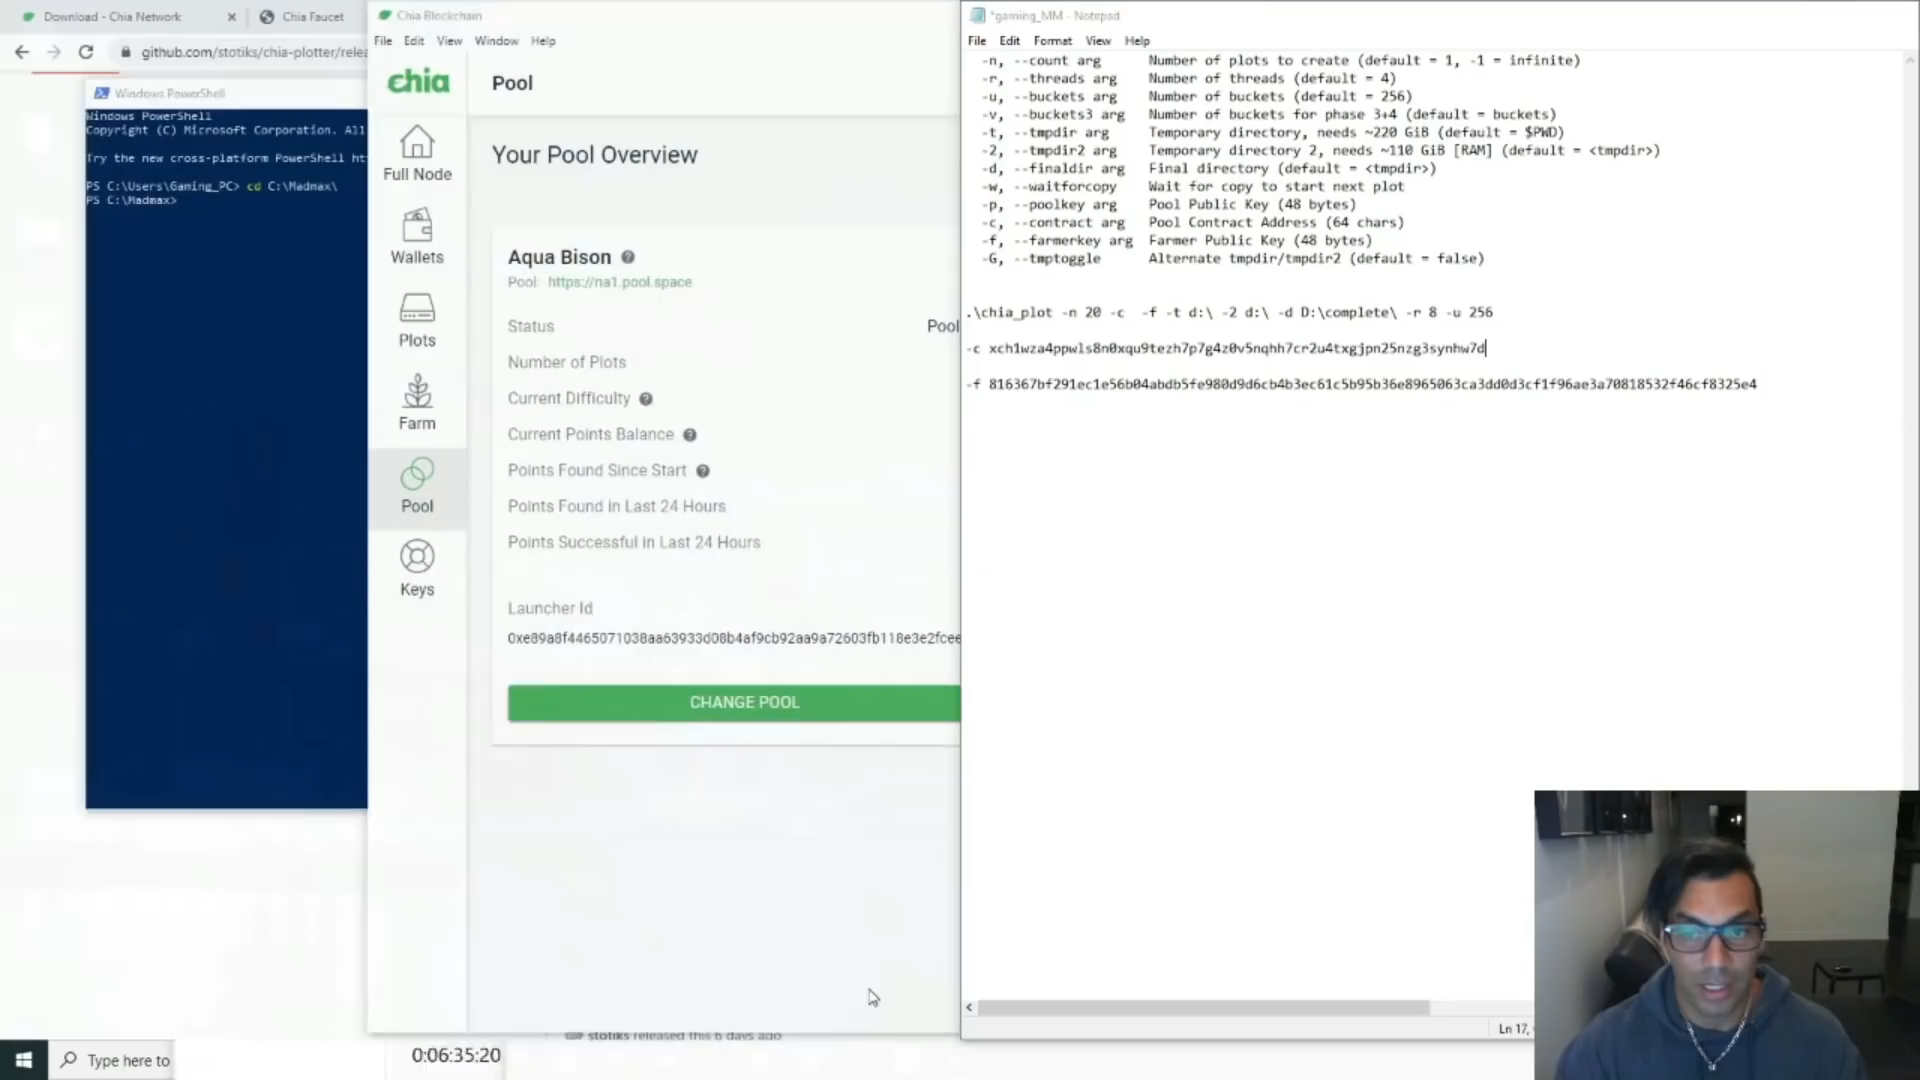 Download - Chia Network
Chia Faucet
github.com/stotiks/chia-plotter/relea
Windows PowerShell
Windows PowerShell
Copyright (C) Microsoft Corporation. All
Try the new cross-platform PowerShell ht
PS C:\Users\Gaming_PC> cd C:\Madmax\
PS C:\Madmax>
Chia Blockchain
File Edit View Window Help
chia
Pool
Full Node
Wallets
Plots
Farm
Pool
Keys
Your Pool Overview
Aqua Bison
Pool: https://na1.pool.space
Status
Pool
Number of Plots
Current Difficulty
Current Points Balance
Points Found Since Start
Points Found in Last 24 Hours
Points Successful in Last 24 Hours
Launcher Id
0xe89a8f4465071038aa63933d08b4af9cb92aa9a72603fb118e3e2fcee
CHANGE POOL
stotiks released this 6 days ago
*gaming_MM - Notepad
File Edit Format View Help
-n, --count arg Number of plots to create (default = 1, -1 = infinite)
-r, --threads arg Number of threads (default = 4)
-u, --buckets arg Number of buckets (default = 256)
-v, --buckets3 arg Number of buckets for phase 3+4 (default = buckets)
-t, --tmpdir arg Temporary directory, needs ~220 GiB (default = $PWD)
-2, --tmpdir2 arg Temporary directory 2, needs ~110 GiB [RAM] (default = <tmpdir>)
-d, --finaldir arg Final directory (default = <tmpdir>)
-w, --waitforcopy Wait for copy to start next plot
-p, --poolkey arg Pool Public Key (48 bytes)
-c, --contract arg Pool Contract Address (64 chars)
-f, --farmerkey arg Farmer Public Key (48 bytes)
-G, --tmptoggle Alternate tmpdir/tmpdir2 (default = false)
.\chia_plot -n 20 -c -f -t d:\ -2 d:\ -d D:\complete\ -r 8 -u 256
-c xch1wza4ppwls8n0xqu9tezh7p7g4z0v5nqhh7cr2u4txgjpn25nzg3synhw7d
-f 816367bf291ec1e56b04abdb5fe980d9d6cb4b3ec61c5b95b36e8965063ca3dd0d3cf1f96ae3a70818532f46cf8325e4
Ln 17,
Type here to
0:06:35:20